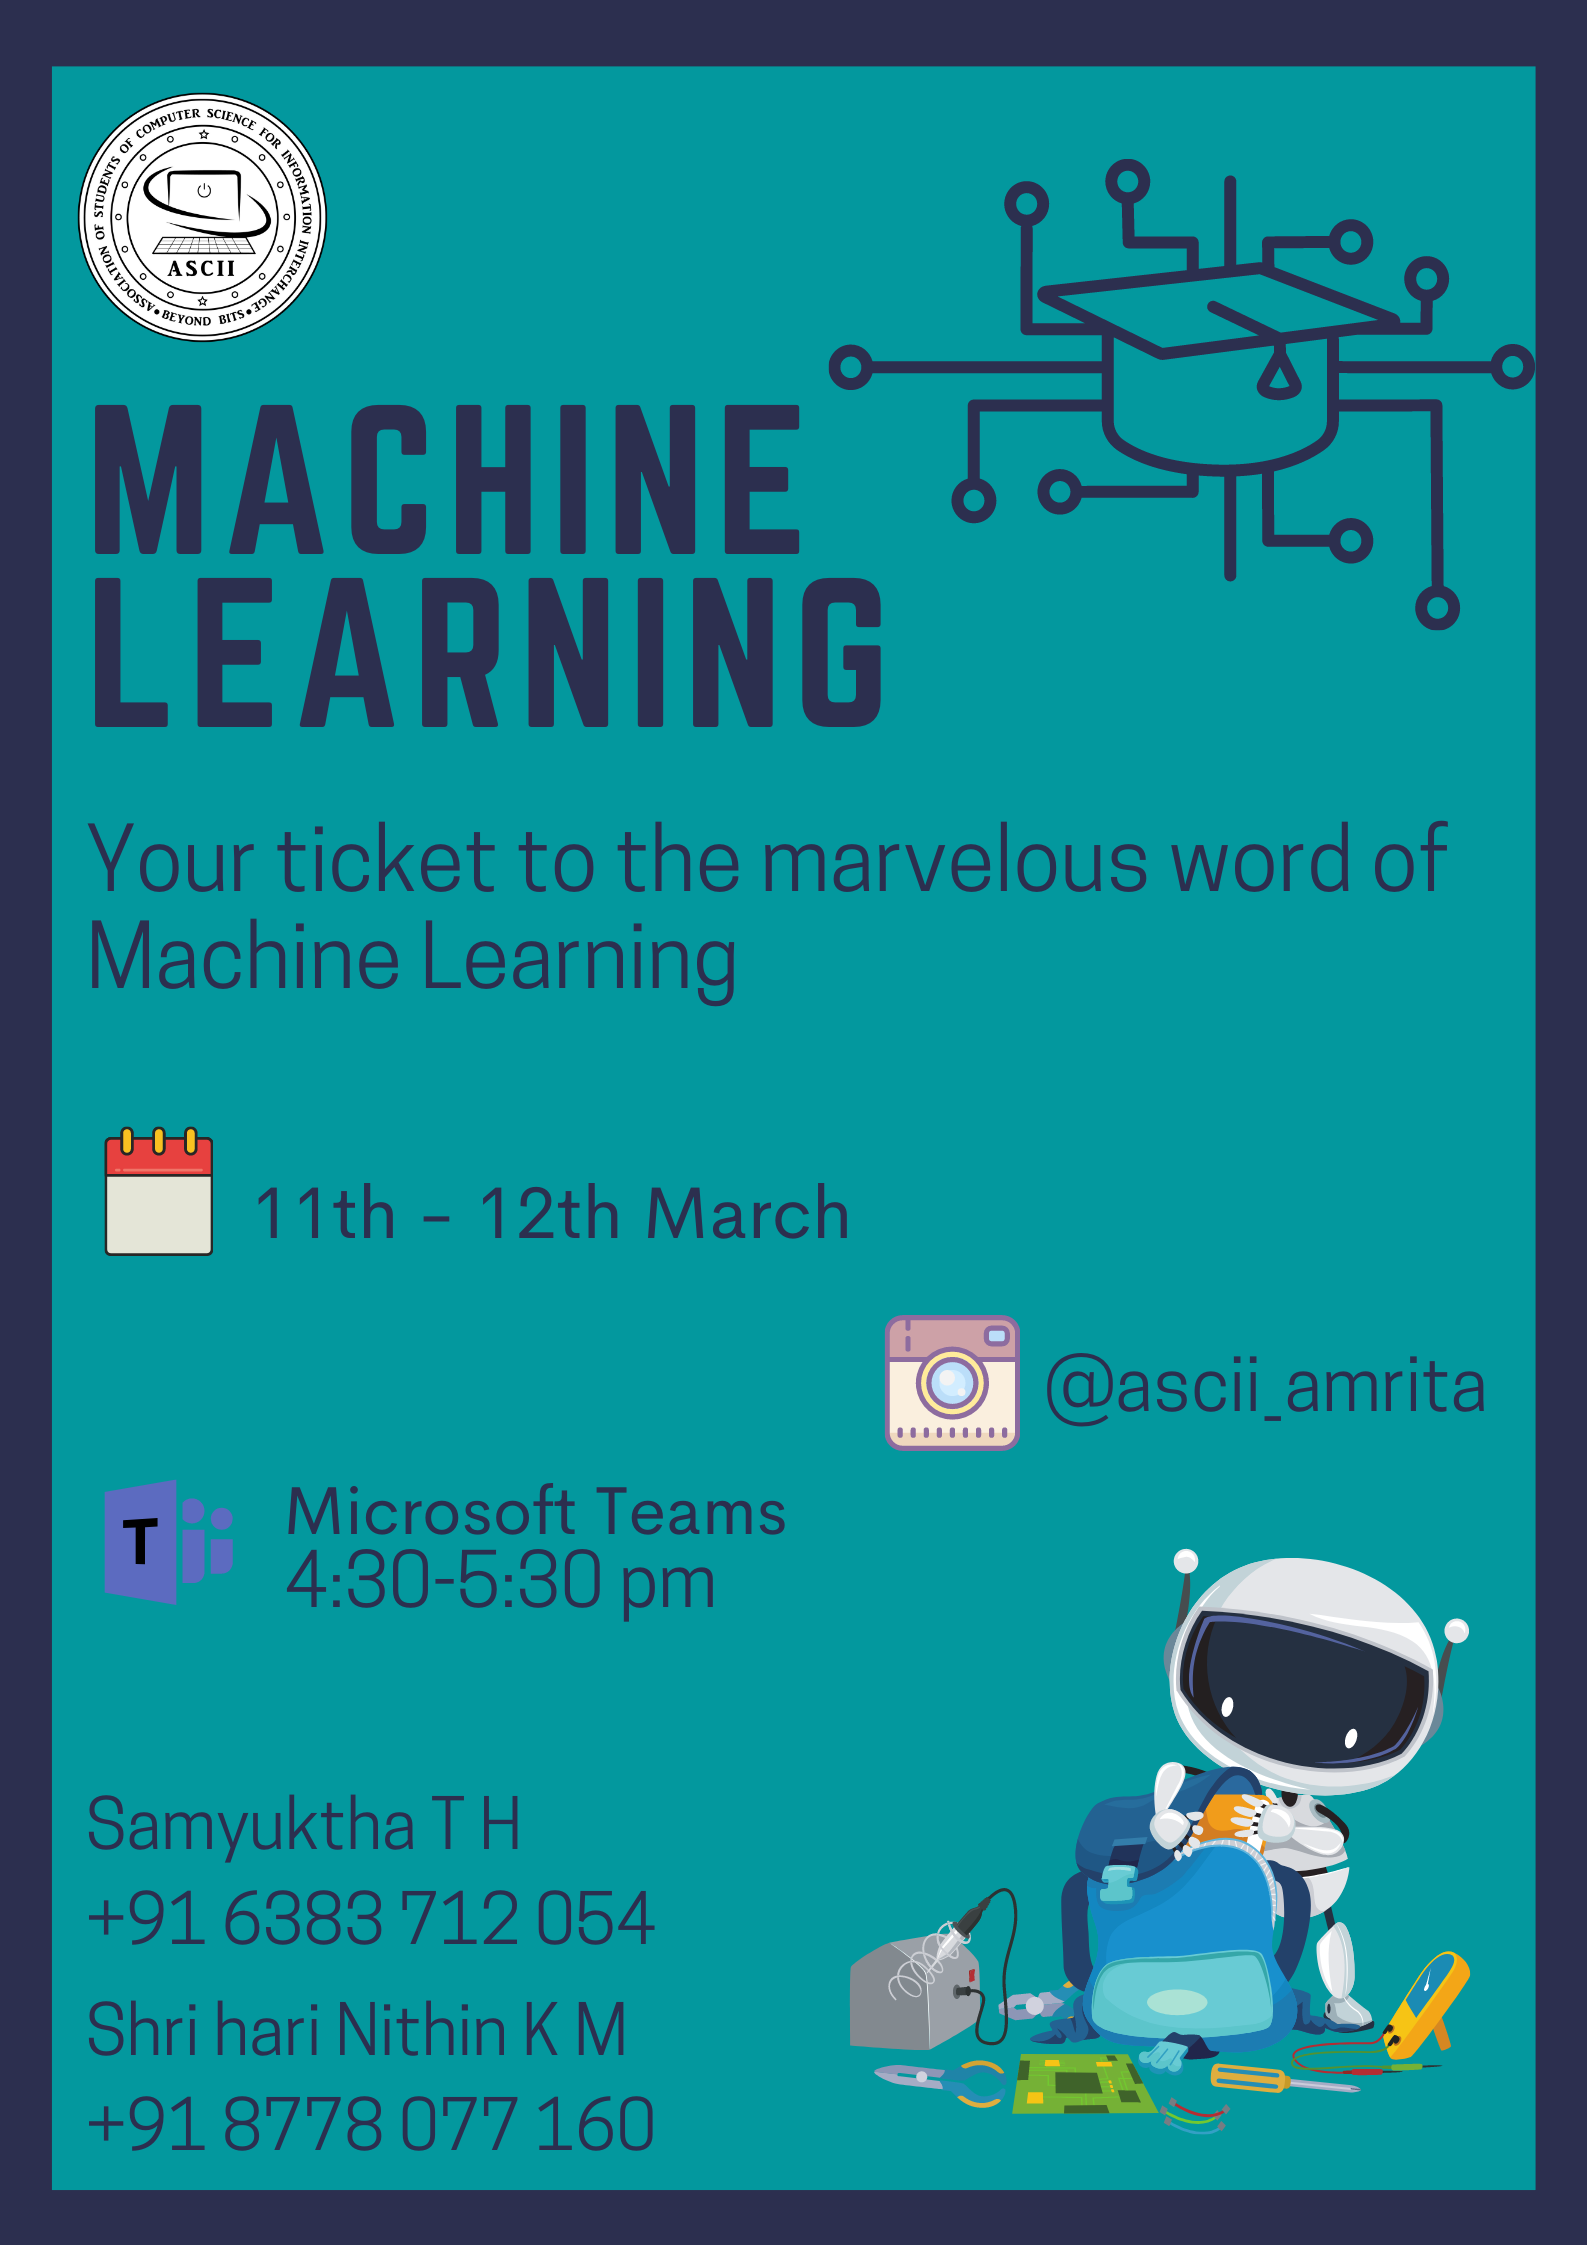 ASSOCIATION OF STUDENTS OF COMPUTER SCIENCE FOR INFORMATION INTERCHANGE
ASCII
• BEYOND BITS •
MACHINE
LEARNING
Your ticket to the marvelous word of
Machine Learning
11th - 12th March
@ascii_amrita
T
Microsoft Teams
4:30-5:30 pm
Samyuktha T H
+91 6383 712 054
Shri hari Nithin K M
+91 8778 077 160